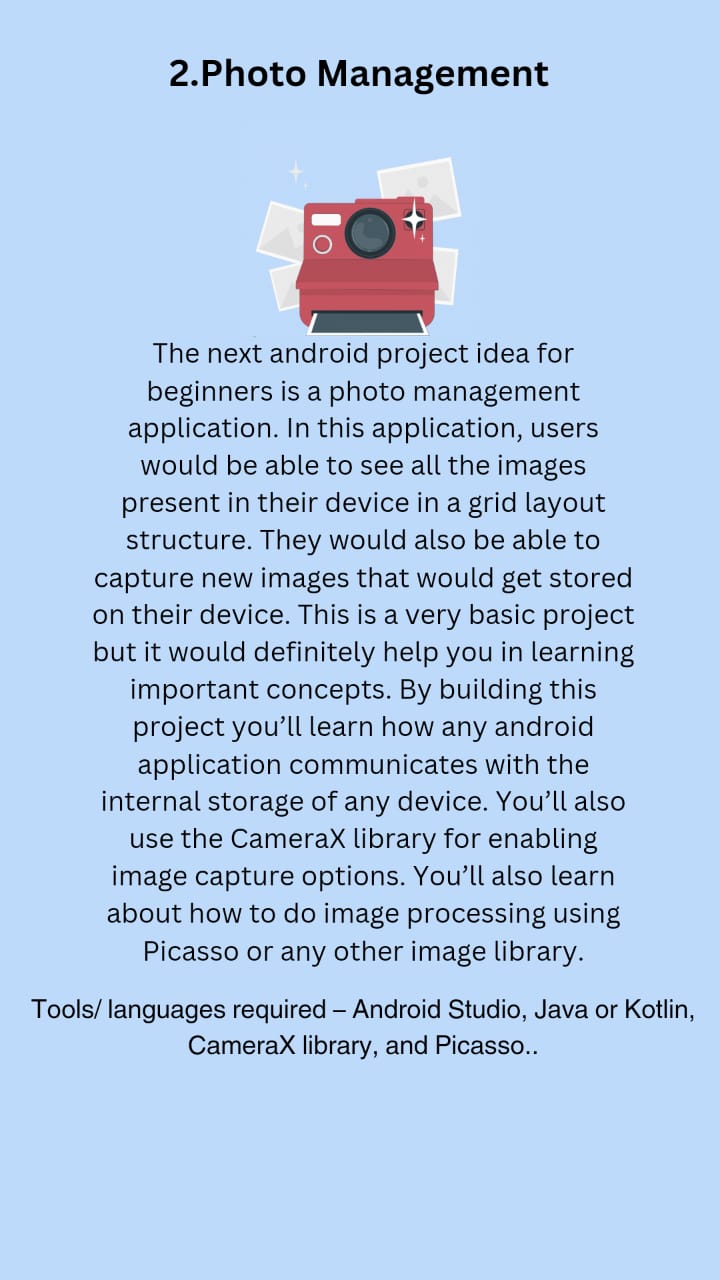 2.Photo Management
The next android project idea for
beginners is a photo management
application. In this application, users
would be able to see all the images
present in their device in a grid layout
structure. They would also be able to
capture new images that would get stored
on their device. This is a very basic project
but it would definitely help you in learning
important concepts. By building this
project you’ll learn how any android
application communicates with the
internal storage of any device. You’ll also
use the CameraX library for enabling
image capture options. You’ll also learn
about how to do image processing using
Picasso or any other image library.
Tools/ languages required – Android Studio, Java or Kotlin,
CameraX library, and Picasso..